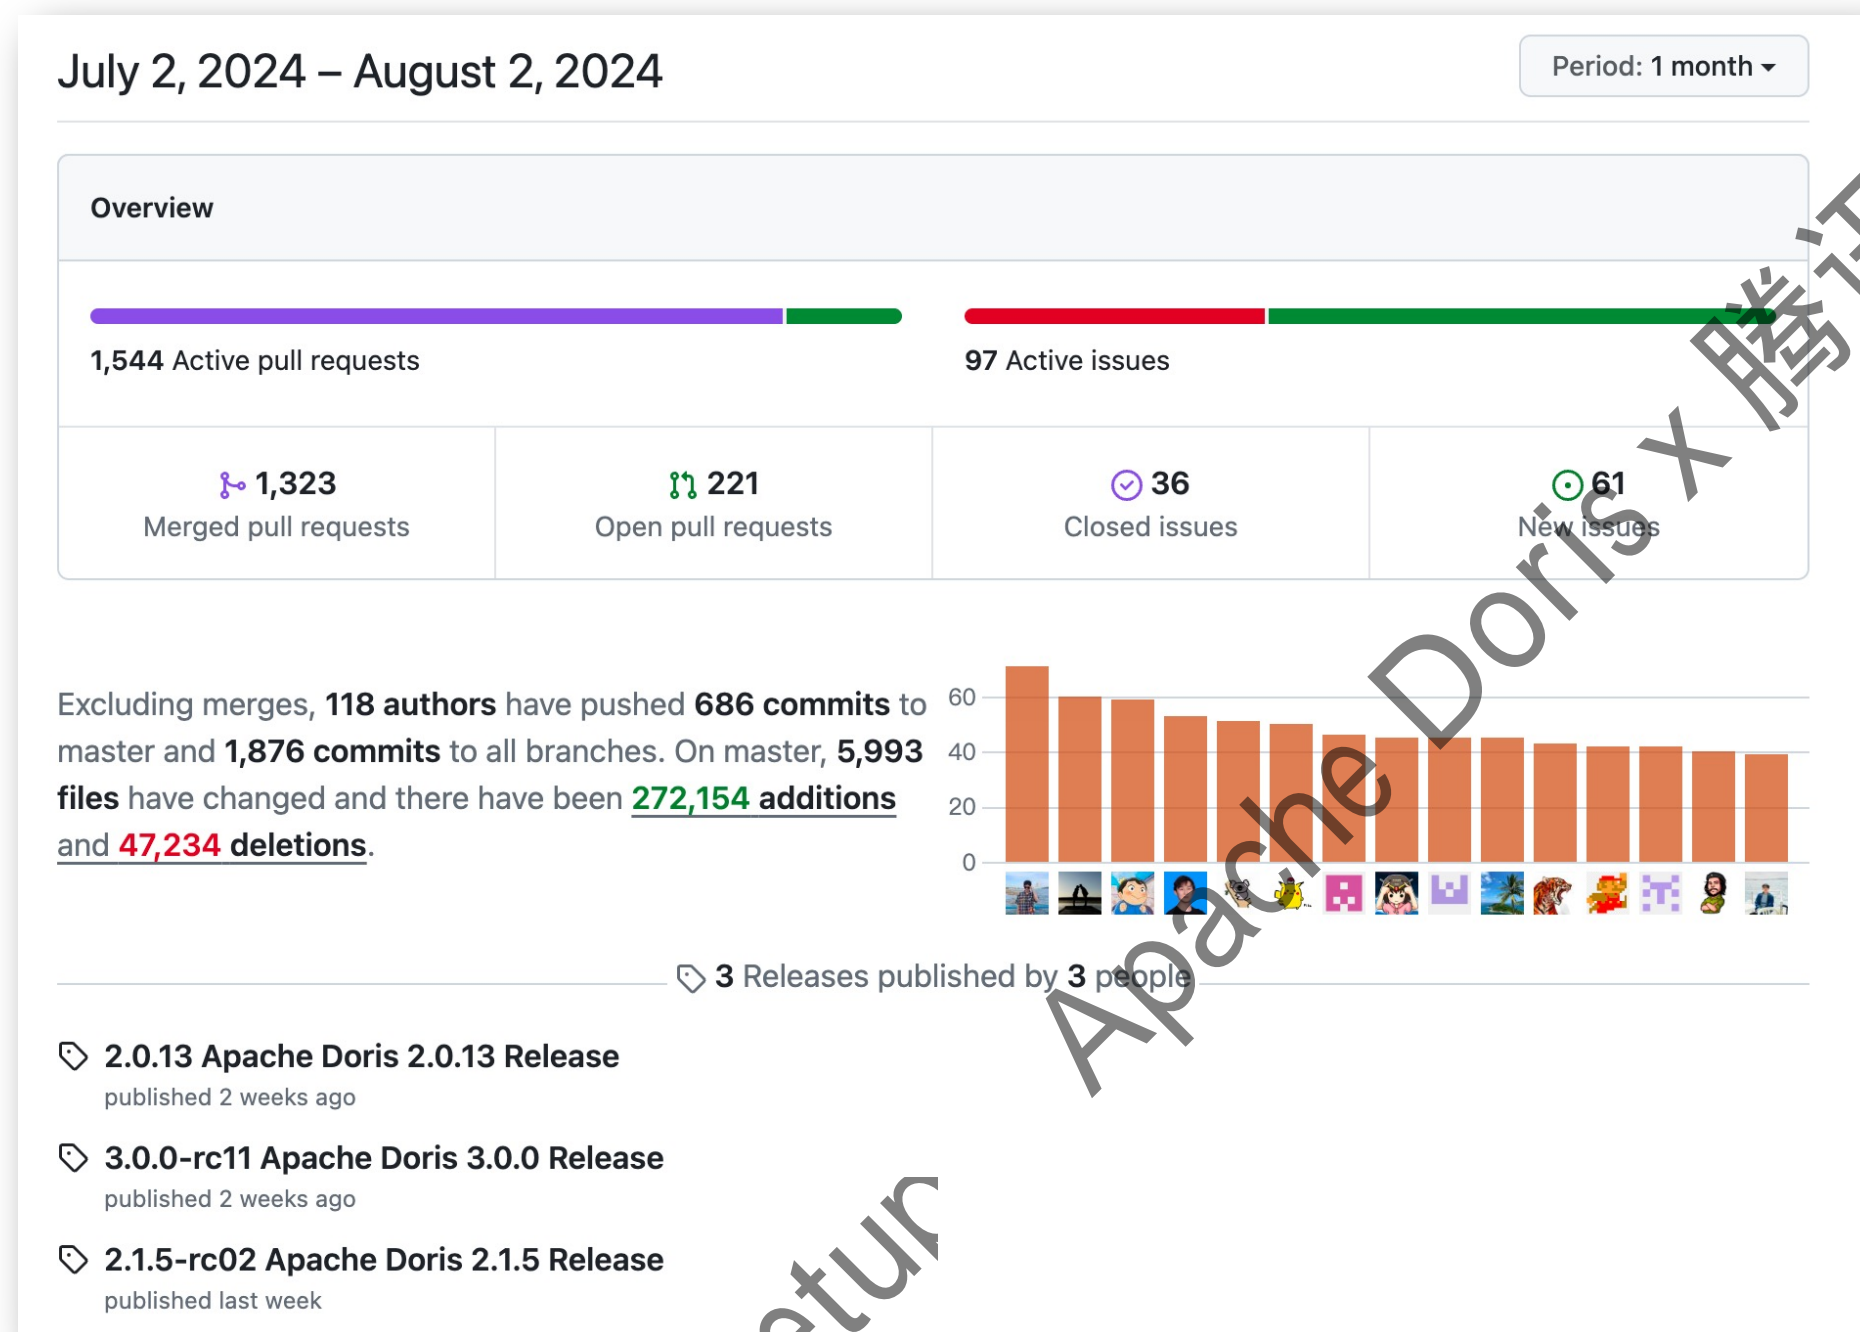 July 2, 2024 – August 2, 2024
Period: 1 month
Overview
1,544 Active pull requests
97 Active issues
1,323
Merged pull requests
221
Open pull requests
36
Closed issues
61
New issues
Excluding merges, 118 authors have pushed 686 commits to
master and 1,876 commits to all branches. On master, 5,993
files have changed and there have been 272,154 additions
and 47,234 deletions.
60
40
20
0
3 Releases published by 3 people
2.0.13 Apache Doris 2.0.13 Release
published 2 weeks ago
3.0.0-rc11 Apache Doris 3.0.0 Release
published 2 weeks ago
2.1.5-rc02 Apache Doris 2.1.5 Release
published last week
Apache Doris x 腾